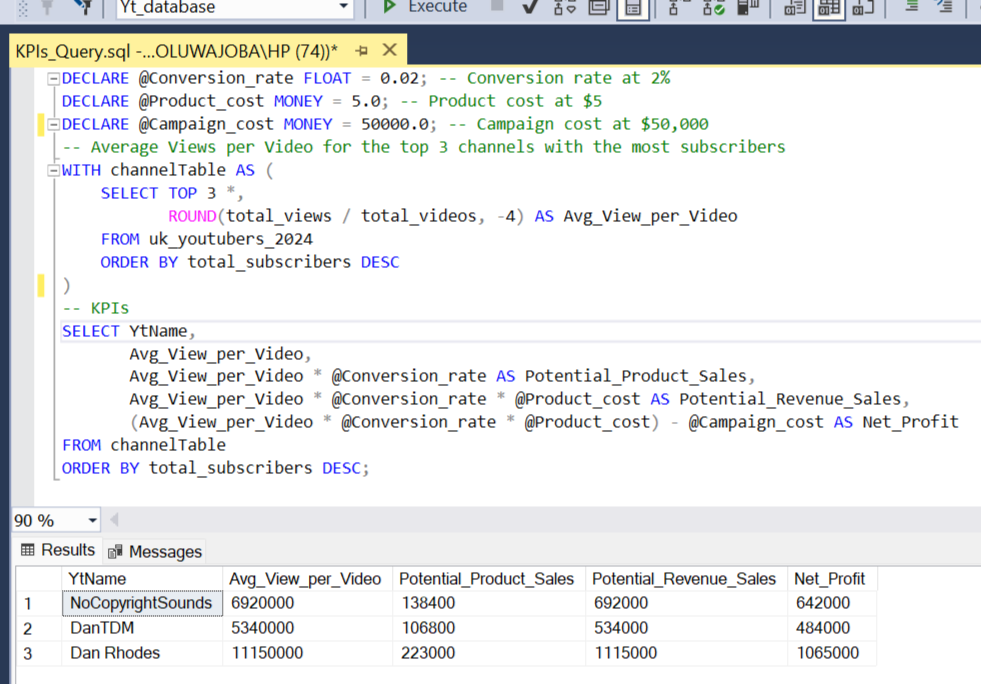 Yt_database Execute
KPIs_Query.sql -...OLUWAJOBA\HP (74))*
DECLARE @Conversion_rate FLOAT = 0.02; -- Conversion rate at 2%
DECLARE @Product_cost MONEY = 5.0; -- Product cost at $5
DECLARE @Campaign_cost MONEY = 50000.0; -- Campaign cost at $50,000
-- Average Views per Video for the top 3 channels with the most subscribers
WITH channelTable AS (
SELECT TOP 3 *,
ROUND(total_views / total_videos, -4) AS Avg_View_per_Video
FROM uk_youtubers_2024
ORDER BY total_subscribers DESC
)
-- KPIs
SELECT YtName,
Avg_View_per_Video,
Avg_View_per_Video * @Conversion_rate AS Potential_Product_Sales,
Avg_View_per_Video * @Conversion_rate * @Product_cost AS Potential_Revenue_Sales,
(Avg_View_per_Video * @Conversion_rate * @Product_cost) - @Campaign_cost AS Net_Profit
FROM channelTable
ORDER BY total_subscribers DESC;
90 %
Results Messages
YtName Avg_View_per_Video Potential_Product_Sales Potential_Revenue_Sales Net_Profit
1 NoCopyrightSounds 6920000 138400 692000 642000
2 DanTDM 5340000 106800 534000 484000
3 Dan Rhodes 11150000 223000 1115000 1065000